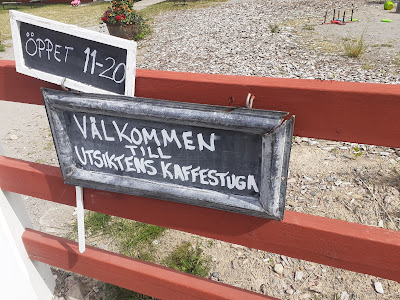 ÖPPET 11-20
VÄLKOMMEN
TILL
UTSIKTENS KAFFESTUGA